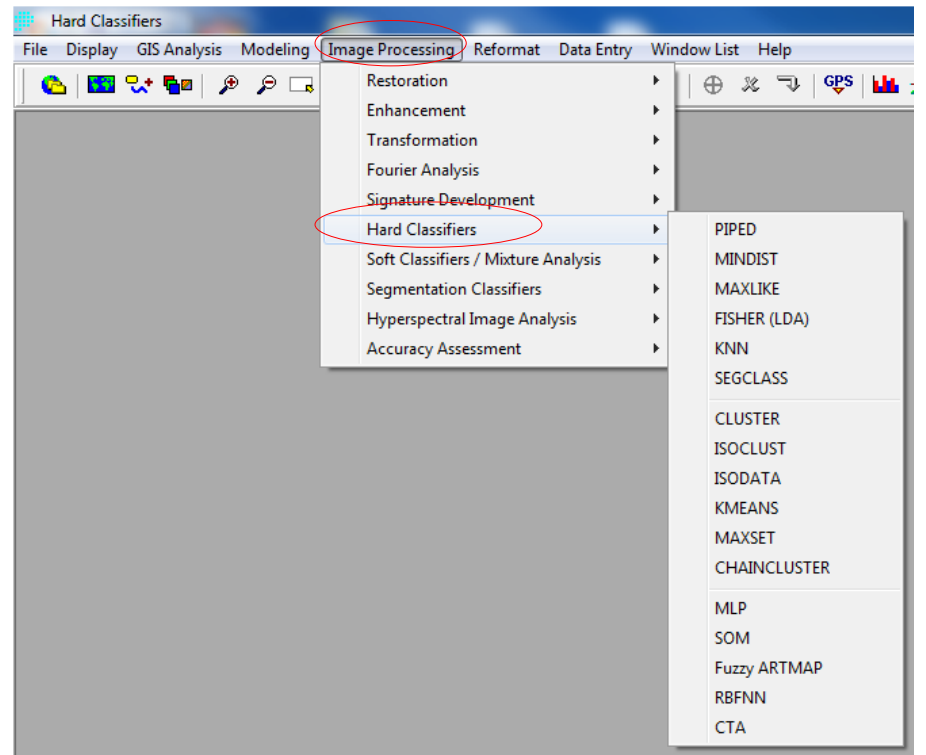 Hard Classifiers
File Display GIS Analysis Modeling Image Processing Reformat Data Entry Window List Help
GPS
Restoration
Enhancement
Transformation
Fourier Analysis
Signature Development
Hard Classifiers
Soft Classifiers / Mixture Analysis
Segmentation Classifiers
Hyperspectral Image Analysis
Accuracy Assessment
PIPED
MINDIST
MAXLIKE
FISHER (LDA)
KNN
SEGCLASS
CLUSTER
ISOCLUST
ISODATA
KMEANS
MAXSET
CHAINCLUSTER
MLP
SOM
Fuzzy ARTMAP
RBFNN
CTA